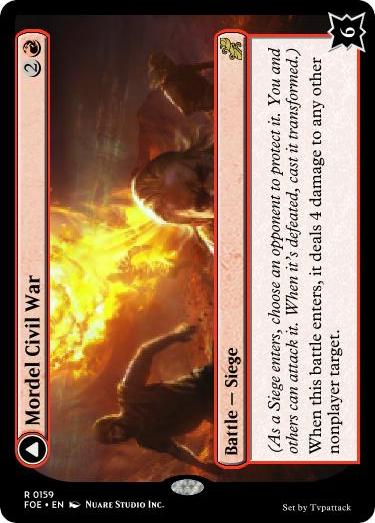 Mordel Civil War
2
Battle — Siege
(As a Siege enters, choose an opponent to protect it. You and
others can attack it. When it's defeated, cast it transformed.)
When this battle enters, it deals 4 damage to any other
nonplayer target.
6
R 0159
FOE • EN NUARE STUDIO INC.
Set by Tvpattack